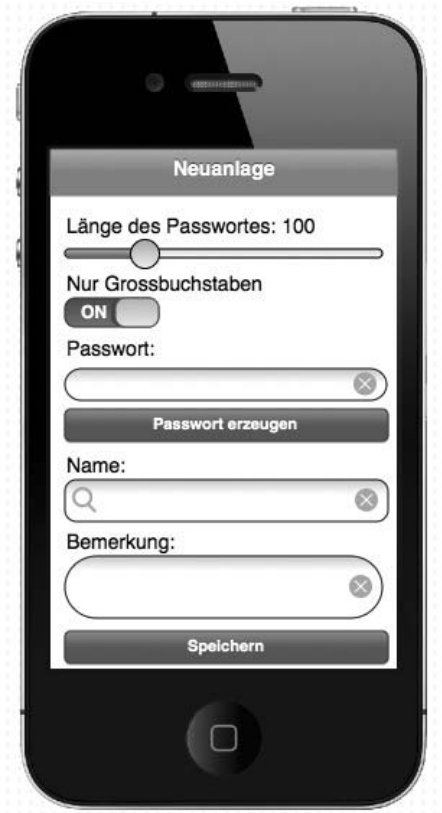 Neuanlage
Länge des Passwortes: 100
Nur Grossbuchstaben
ON
Passwort:
Passwort erzeugen
Name:
Bemerkung:
Speichern